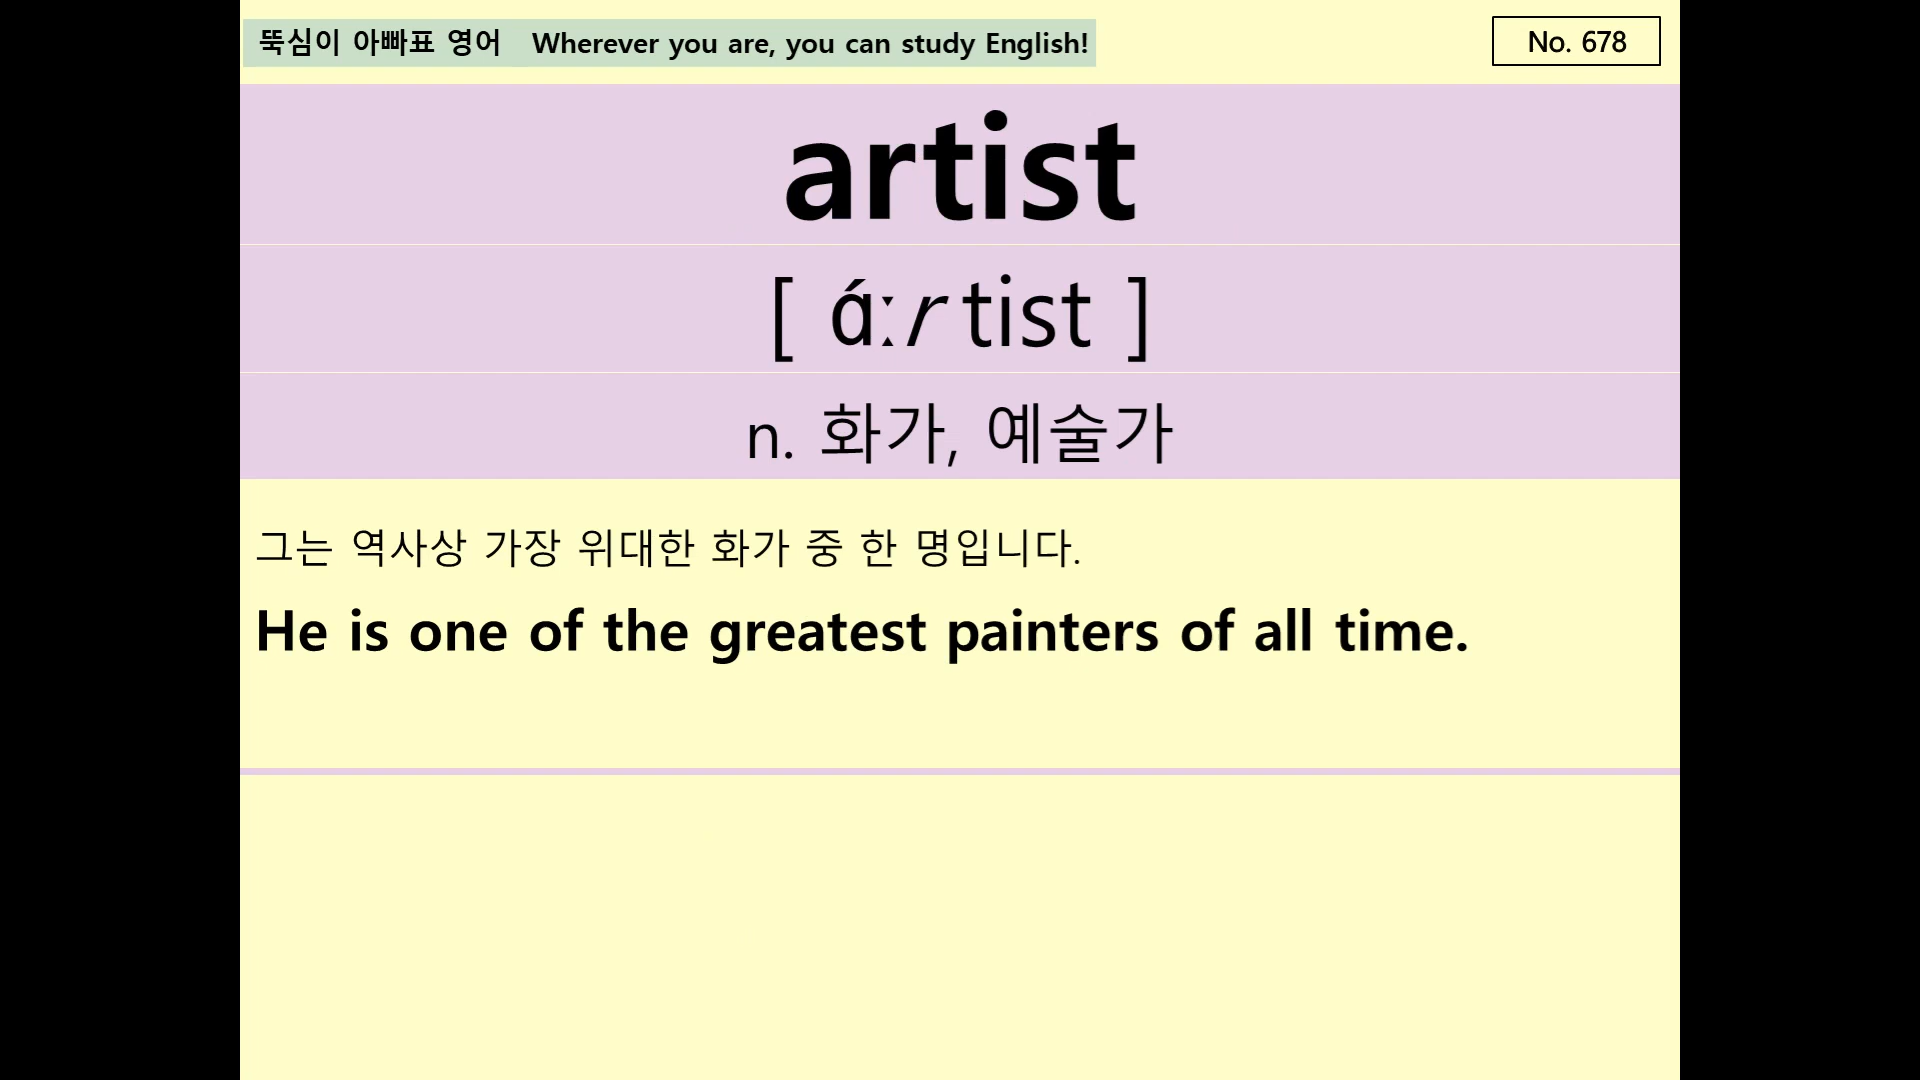 뚝심이 아빠표 영어 Wherever you are, you can study English!
No. 678
artist
[ ɑ́ːrtist ]
n. 화가, 예술가
그는 역사상 가장 위대한 화가 중 한 명입니다.
He is one of the greatest painters of all time.